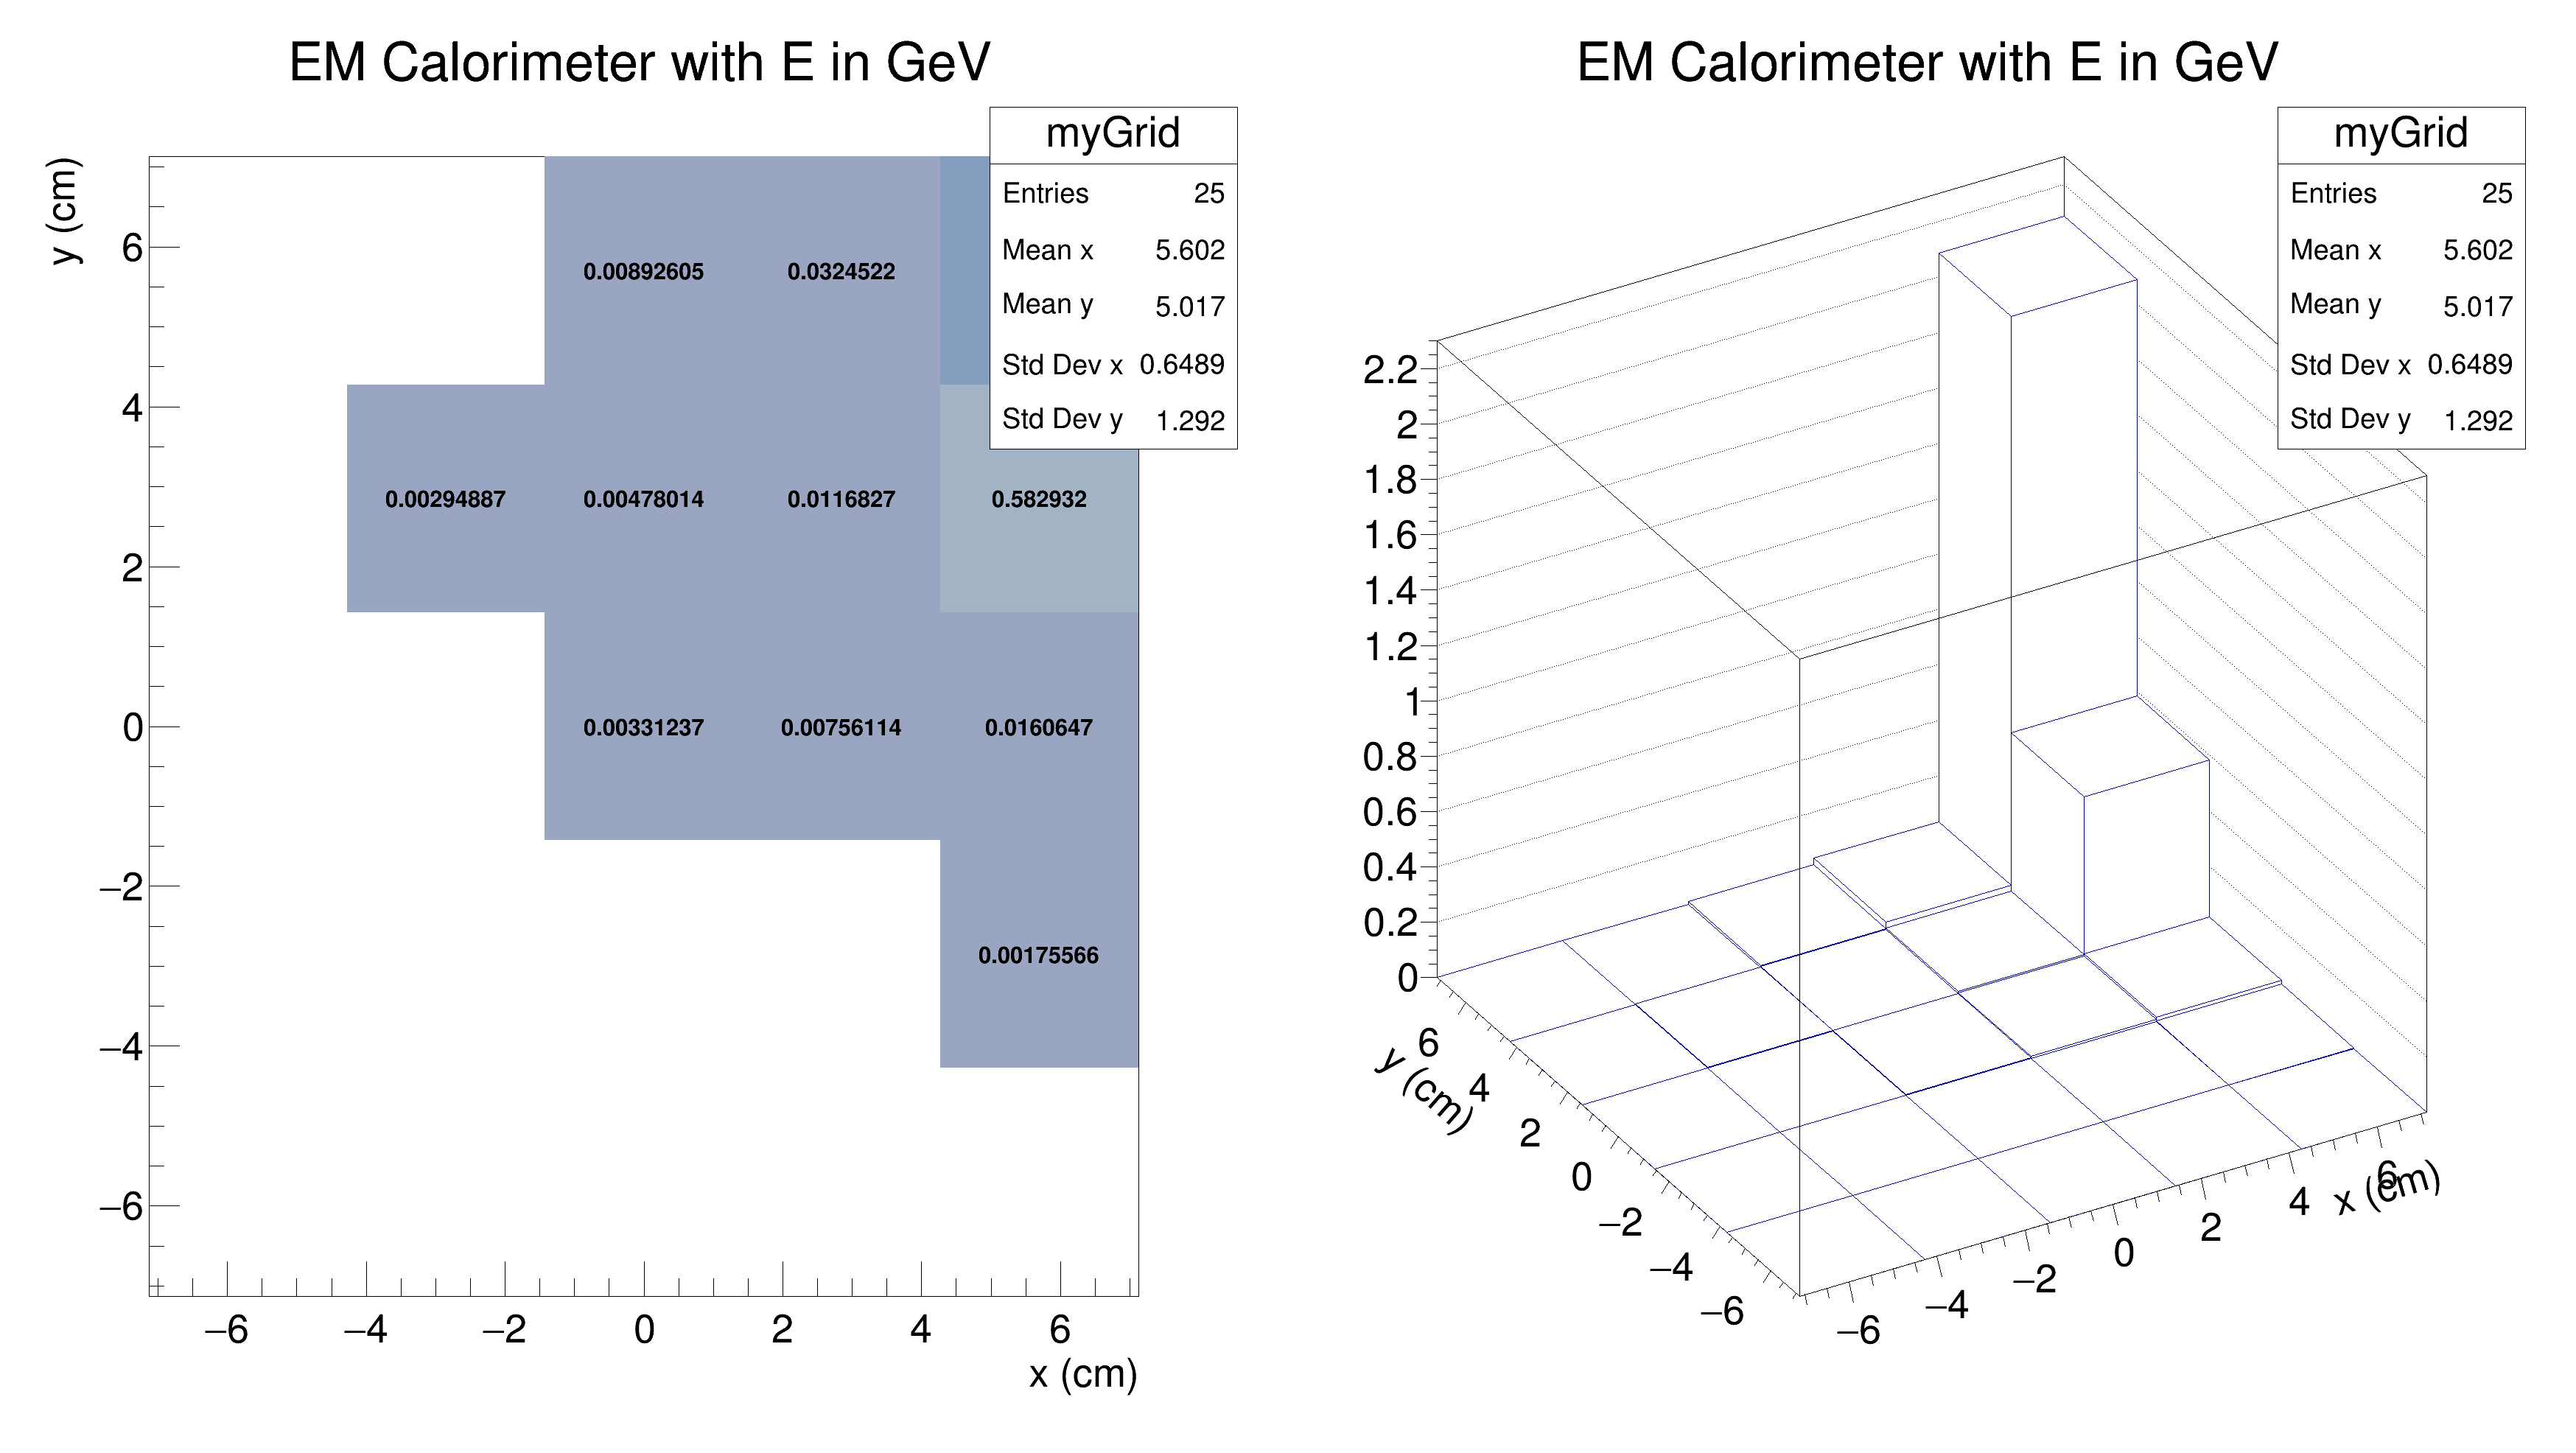 EM Calorimeter with E in GeV
myGrid
Entries 25
Mean x 5.602
Mean y 5.017
Std Dev x 0.6489
Std Dev y 1.292
y (cm)
6
4
2
0
−2
−4
−6
0.00892605 0.0324522
0.00294887 0.00478014 0.0116827 0.582932
0.00331237 0.00756114 0.0160647
0.00175566
−6 −4 −2 0 2 4 6
x (cm)
EM Calorimeter with E in GeV
myGrid
Entries 25
Mean x 5.602
Mean y 5.017
Std Dev x 0.6489
Std Dev y 1.292
2.2
2
1.8
1.6
1.4
1.2
1
0.8
0.6
0.4
0.2
0
y (cm)
6
4
2
0
−2
−4
−6
−6 −4 −2 0 2 4 6
x (cm)